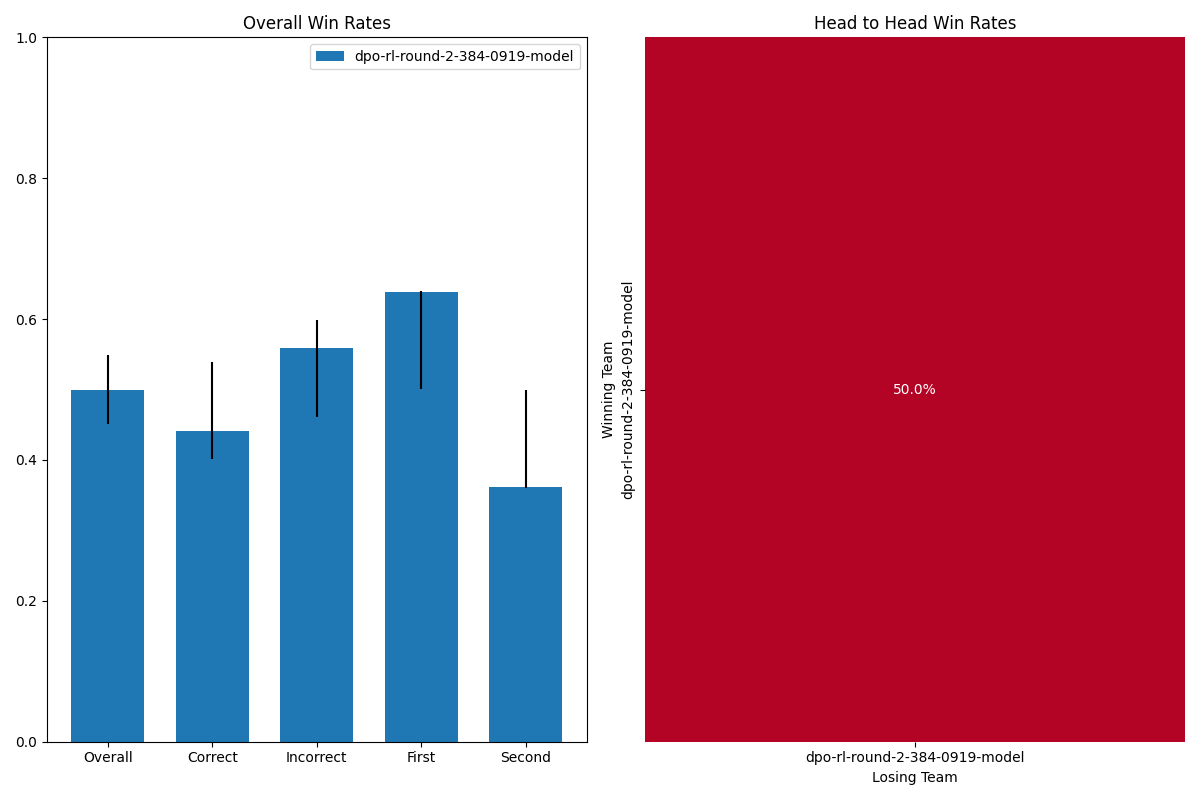 Overall Win Rates
dpo-rl-round-2-384-0919-model
1.0
0.8
0.6
0.4
0.2
0.0
Overall
Correct
Incorrect
First
Second
Head to Head Win Rates
Winning Team
dpo-rl-round-2-384-0919-model
50.0%
dpo-rl-round-2-384-0919-model
Losing Team